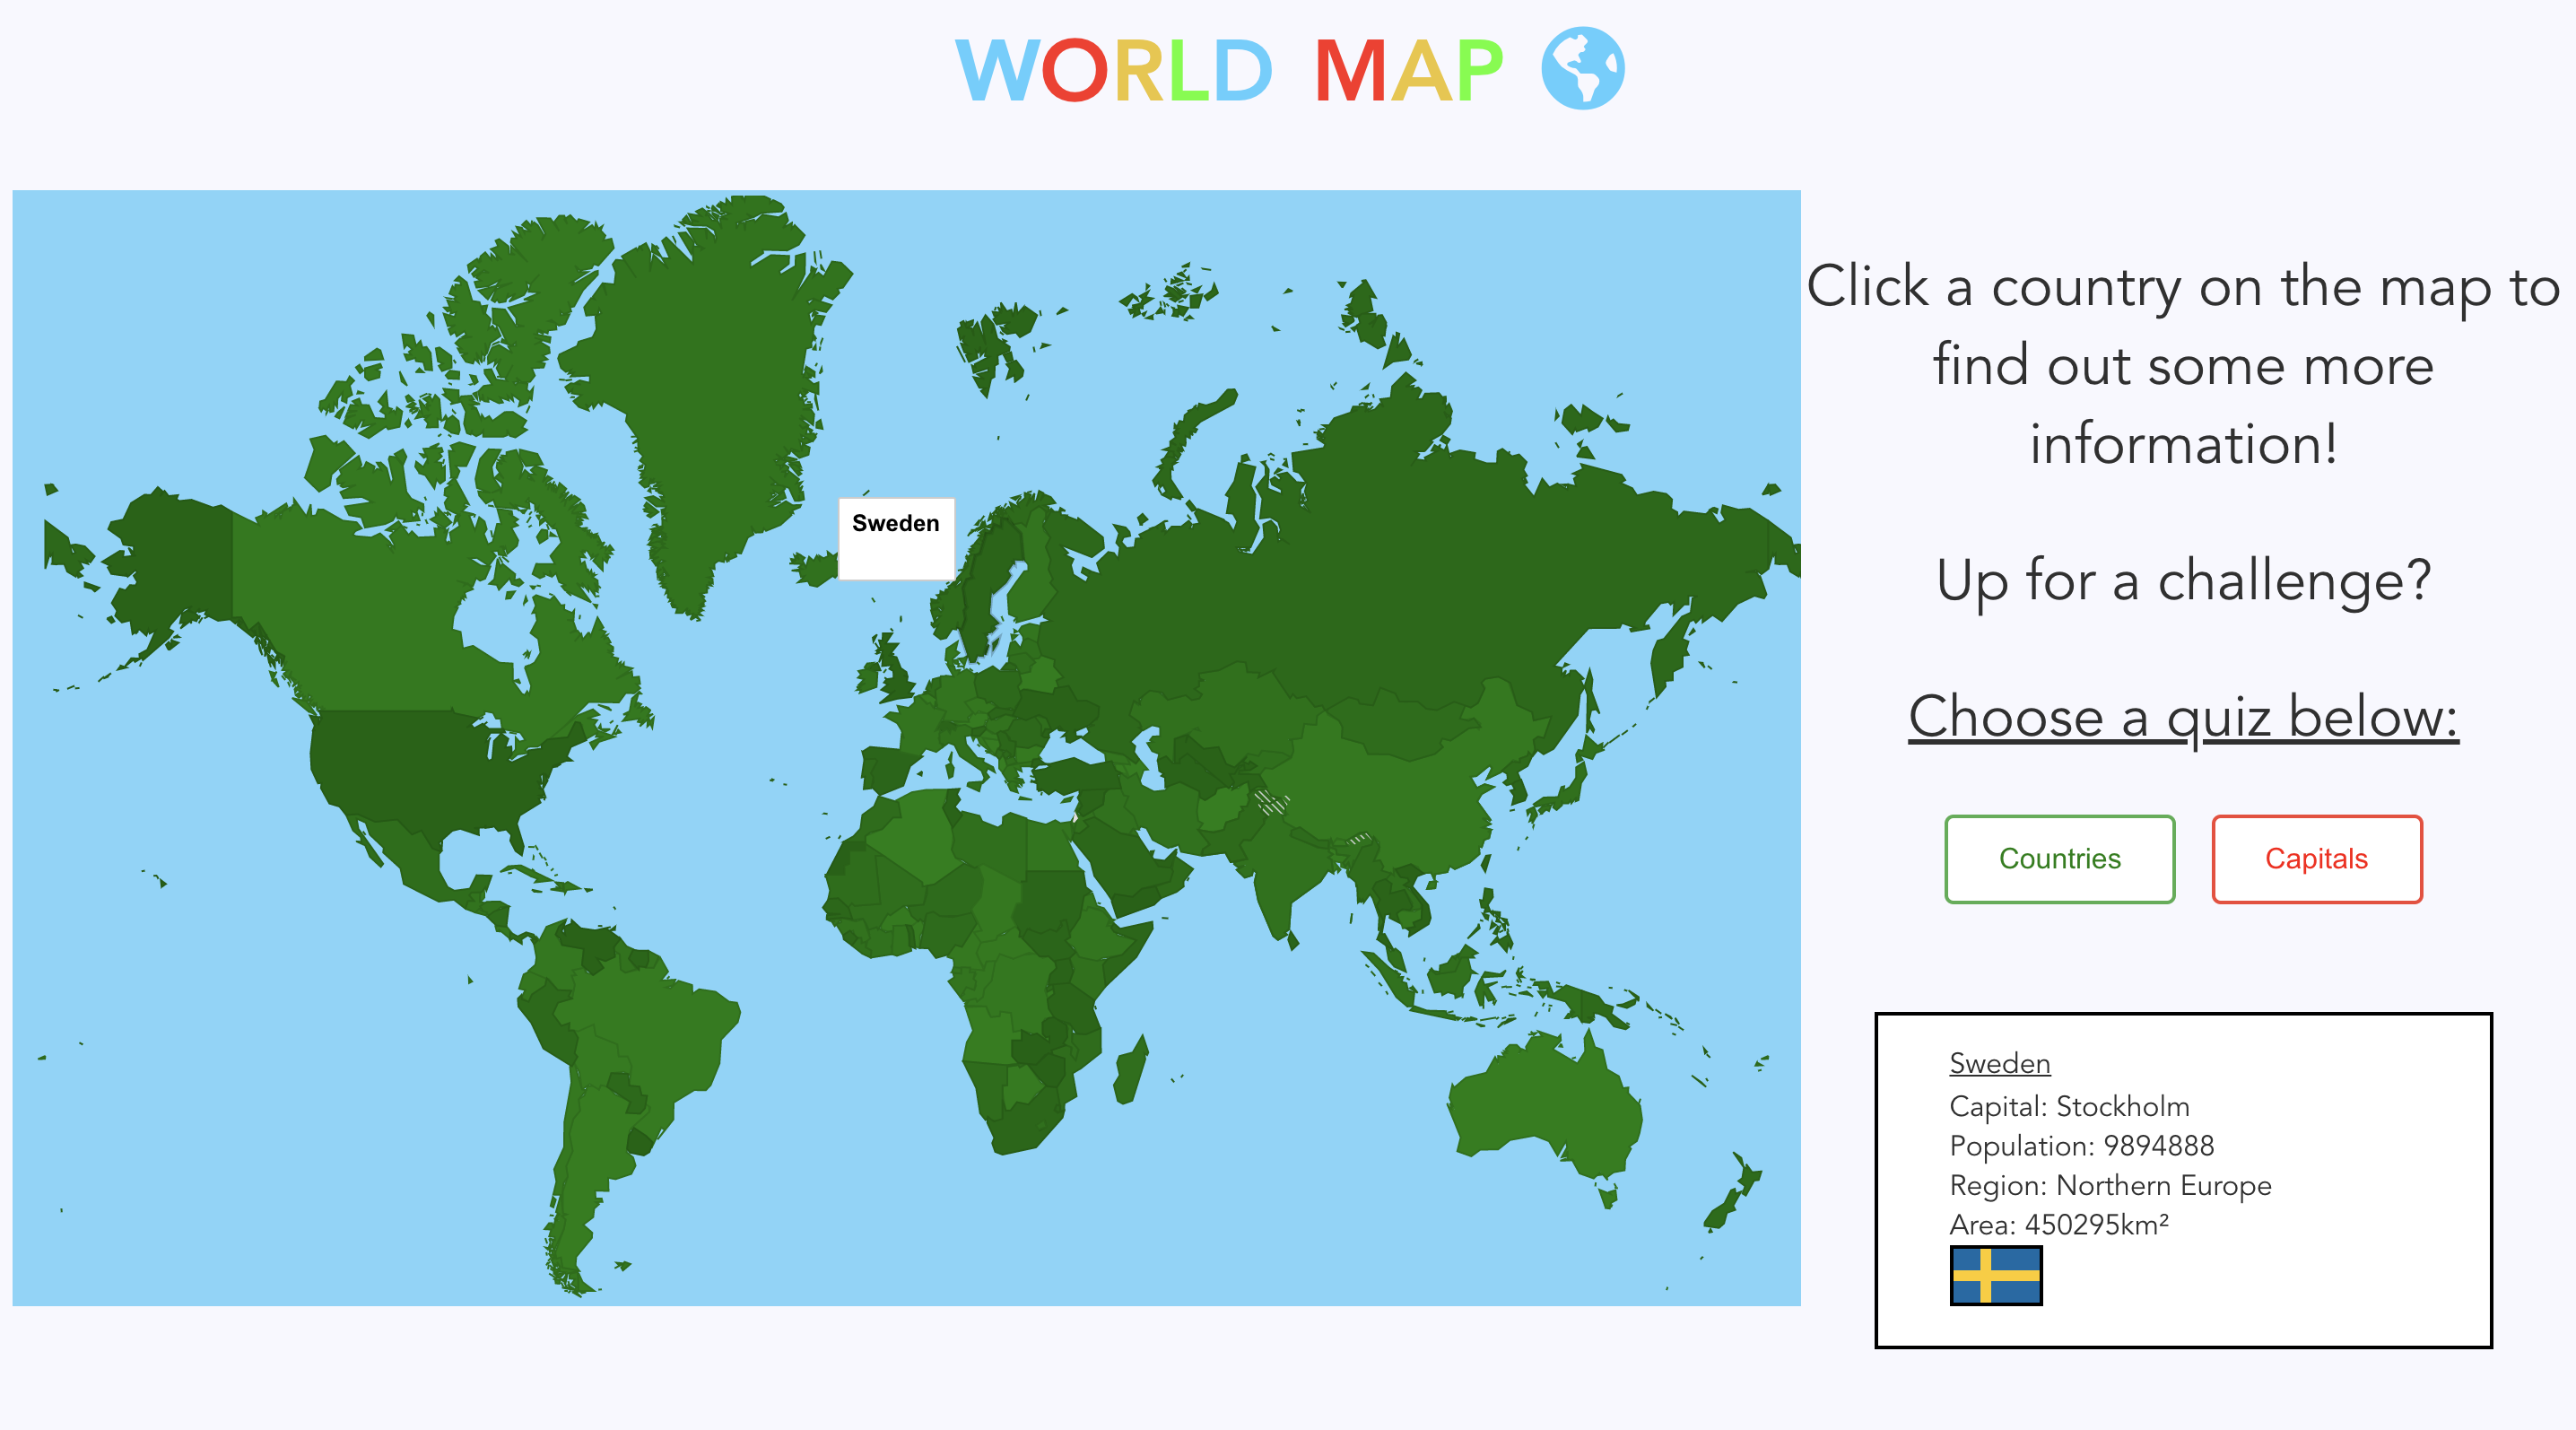 WORLD MAP
Click a country on the map to
find out some more
information!
Sweden
Up for a challenge?
Choose a quiz below:
Countries
Capitals
Sweden
Capital: Stockholm
Population: 9894888
Region: Northern Europe
Area: 450295km²